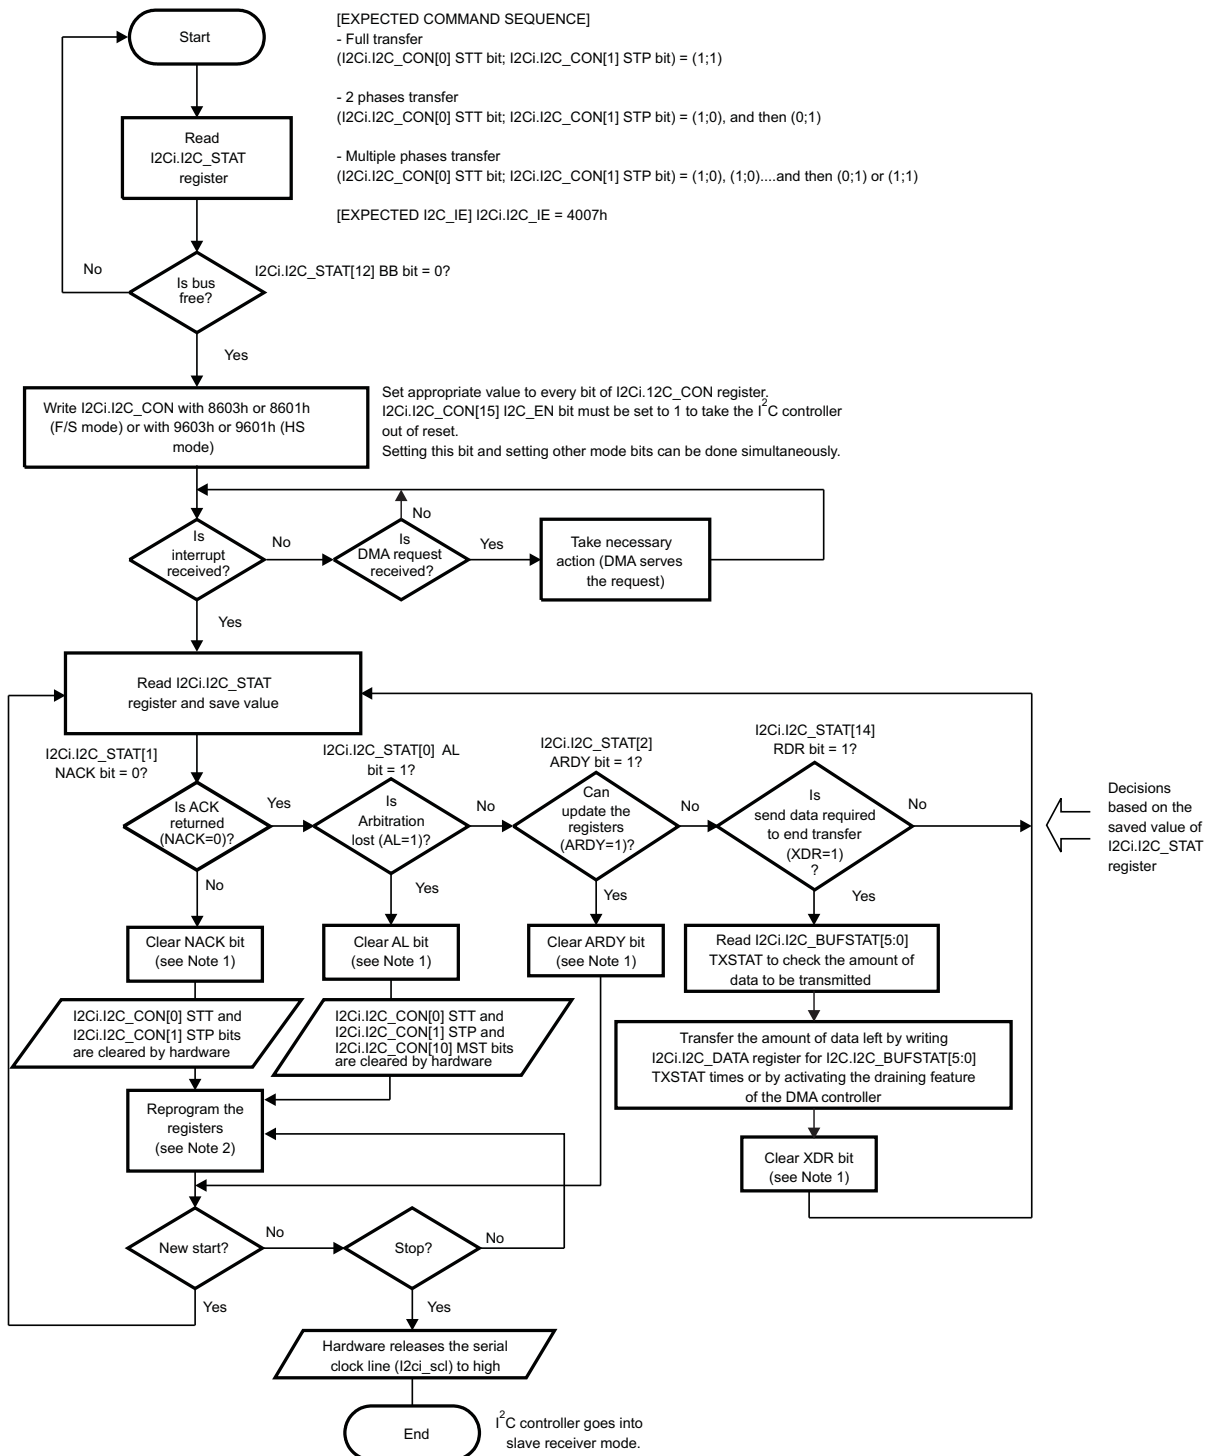 Start
[EXPECTED COMMAND SEQUENCE]
- Full transfer
(I2Ci.I2C_CON[0] STT bit; I2Ci.I2C_CON[1] STP bit) = (1;1)
- 2 phases transfer
(I2Ci.I2C_CON[0] STT bit; I2Ci.I2C_CON[1] STP bit) = (1;0), and then (0;1)
- Multiple phases transfer
(I2Ci.I2C_CON[0] STT bit; I2Ci.I2C_CON[1] STP bit) = (1;0), (1;0)....and then (0;1) or (1;1)
[EXPECTED I2C_IE] I2Ci.I2C_IE = 4007h
Read
I2Ci.I2C_STAT
register
No
Is bus
free?
I2Ci.I2C_STAT[12] BB bit = 0?
Yes
Write I2Ci.I2C_CON with 8603h or 8601h
(F/S mode) or with 9603h or 9601h (HS
mode)
Set appropriate value to every bit of I2Ci.12C_CON register.
I2Ci.I2C_CON[15] I2C_EN bit must be set to 1 to take the I2C controller
out of reset.
Setting this bit and setting other mode bits can be done simultaneously.
Is
interrupt
received?
No
Is
DMA request
received?
No
Yes
Take necessary
action (DMA serves
the request)
Yes
Read I2Ci.I2C_STAT
register and save value
I2Ci.I2C_STAT[1]
NACK bit = 0?
I2Ci.I2C_STAT[0] AL
bit = 1?
I2Ci.I2C_STAT[2]
ARDY bit = 1?
I2Ci.I2C_STAT[14]
RDR bit = 1?
Is ACK
returned
(NACK=0)?
Yes
Is
Arbitration
lost (AL=1)?
No
Can
update the
registers
(ARDY=1)?
No
Is
send data required
to end transfer
(XDR=1)
?
No
Decisions
based on the
saved value of
I2Ci.I2C_STAT
register
No
Yes
Yes
Yes
Clear NACK bit
(see Note 1)
Clear AL bit
(see Note 1)
Clear ARDY bit
(see Note 1)
Read I2Ci.I2C_BUFSTAT[5:0]
TXSTAT to check the amount of
data to be transmitted
I2Ci.I2C_CON[0] STT and
I2Ci.I2C_CON[1] STP bits
are cleared by hardware
I2Ci.I2C_CON[0] STT and
I2Ci.I2C_CON[1] STP and
I2Ci.I2C_CON[10] MST bits
are cleared by hardware
Transfer the amount of data left by writing
I2Ci.I2C_DATA register for I2C.I2C_BUFSTAT[5:0]
TXSTAT times or by activating the draining feature
of the DMA controller
Reprogram the
registers
(see Note 2)
Clear XDR bit
(see Note 1)
New start?
No
Stop?
No
Yes
Yes
Hardware releases the serial
clock line (I2ci_scl) to high
End
I2C controller goes into
slave receiver mode.